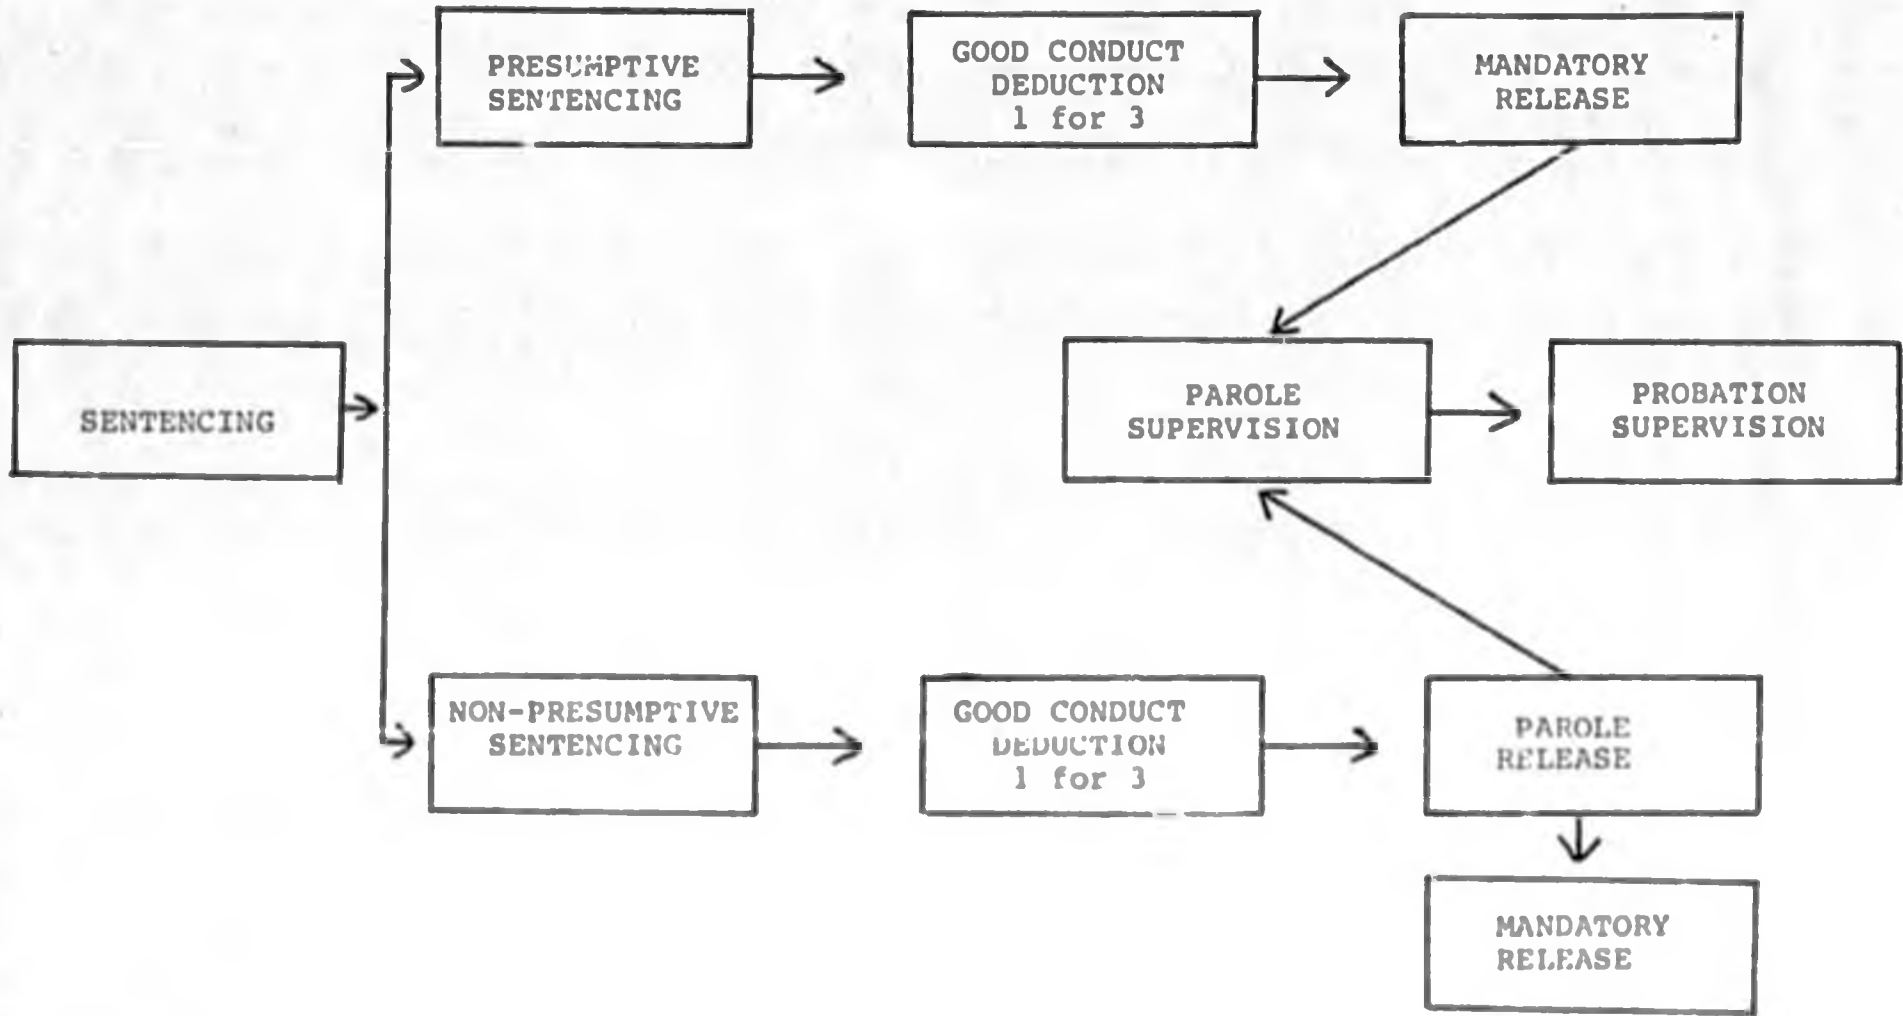 PRESUMPTIVE
SENTENCING
GOOD CONDUCT
DEDUCTION
1 for 3
MANDATORY
RELEASE
SENTENCING
PAROLE
SUPERVISION
PROBATION
SUPERVISION
NON-PRESUMPTIVE
SENTENCING
GOOD CONDUCT
DEDUCTION
1 for 3
PAROLE
RELEASE
MANDATORY
RELEASE